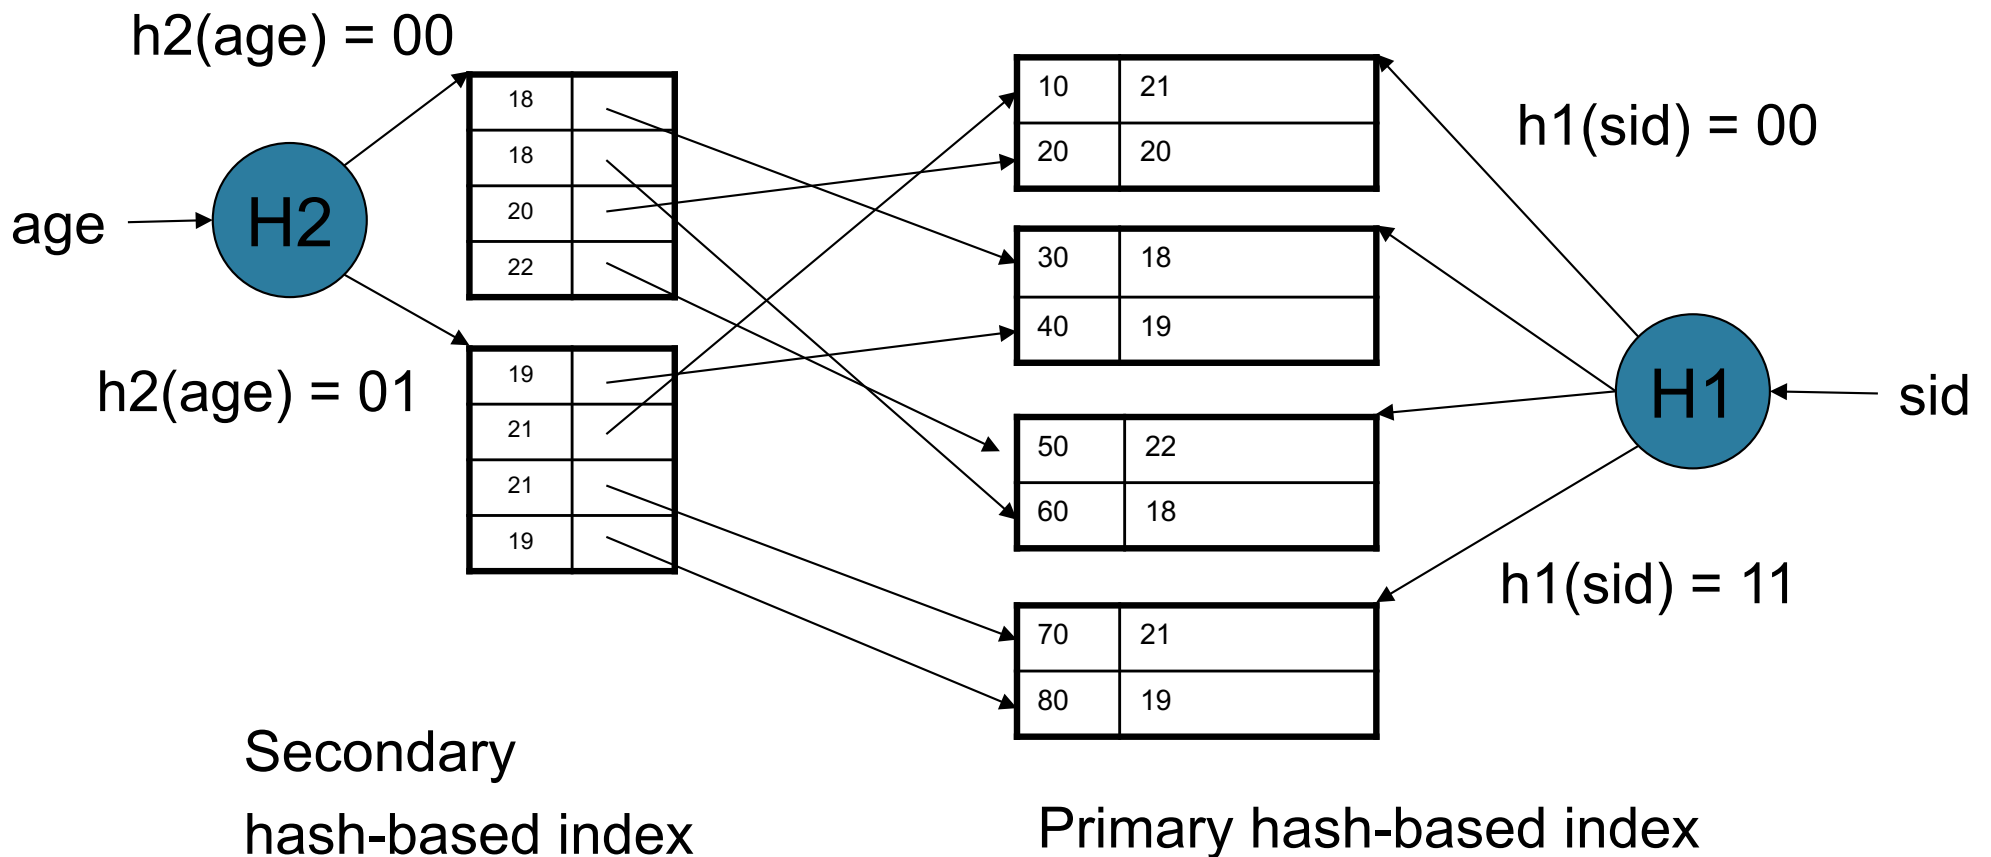 h2(age) = 00
18
18
20
22
age
H2
h2(age) = 01
19
21
21
19
10 21
20 20
30 18
40 19
50 22
60 18
70 21
80 19
h1(sid) = 00
H1
sid
h1(sid) = 11
Secondary
hash-based index
Primary hash-based index